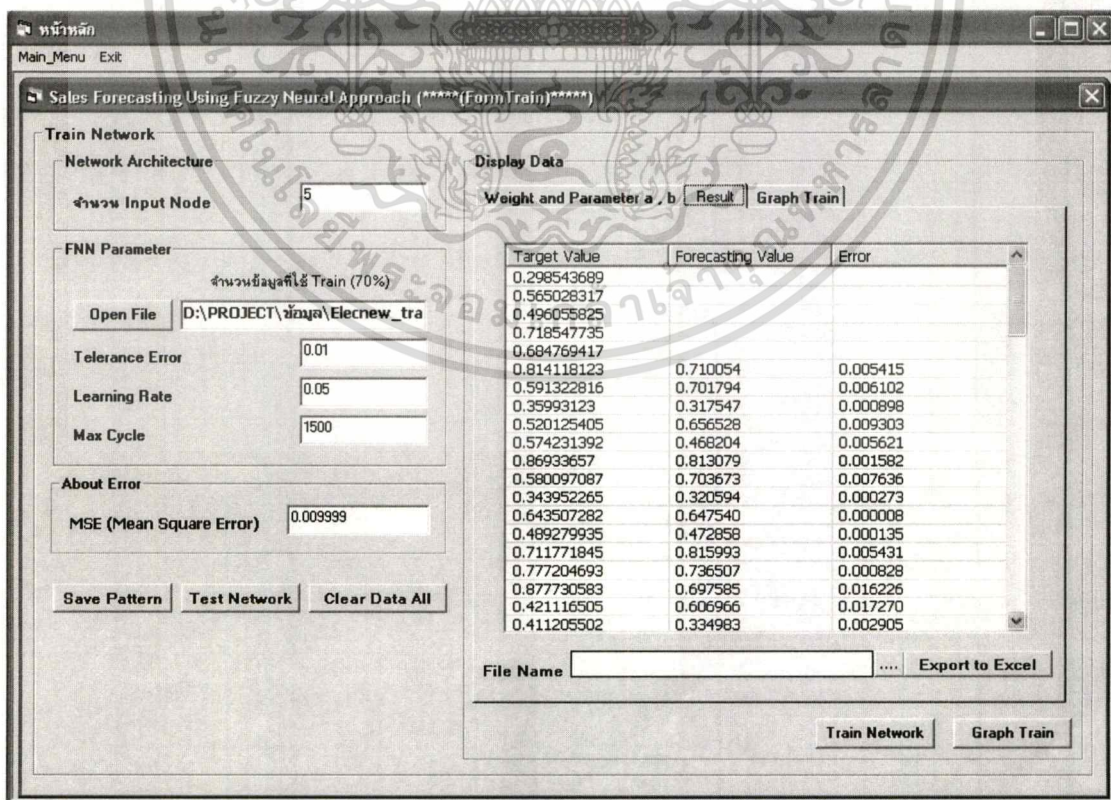 หน้าหลัก
Main_Menu Exit
Sales Forecasting Using Fuzzy Neural Approach (*****(FormTrain)*****)
Train Network
Network Architecture
จำนวน Input Node 5
FNN Parameter
จำนวนข้อมูลที่ใช้ Train (70%)
Open File D:\PROJECT\ข้อมูล\Elecnew_tra
Telerance Error 0.01
Learning Rate 0.05
Max Cycle 1500
About Error
MSE (Mean Square Error) 0.009999
Save Pattern Test Network Clear Data All
Display Data
Weight and Parameter a , b Result Graph Train
Target Value Forecasting Value Error
0.298543689
0.565028317
0.496055825
0.718547735
0.684769417
0.814118123 0.710054 0.005415
0.591322816 0.701794 0.006102
0.35993123 0.317547 0.000898
0.520125405 0.656528 0.009303
0.574231392 0.468204 0.005621
0.86933657 0.813079 0.001582
0.580097087 0.703673 0.007636
0.343952265 0.320594 0.000273
0.643507282 0.647540 0.000008
0.489279935 0.472858 0.000135
0.711771845 0.815993 0.005431
0.777204693 0.736507 0.000828
0.877730583 0.697585 0.016226
0.421116505 0.606966 0.017270
0.411205502 0.334983 0.002905
File Name .... Export to Excel
Train Network Graph Train